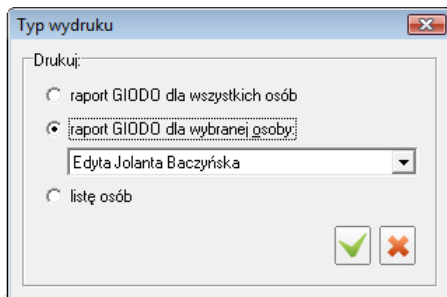 Typ wydruku
Drukuj:
raport GIODO dla wszystkich osób
raport GIODO dla wybranej osoby:
Edyta Jolanta Baczyńska
listę osób